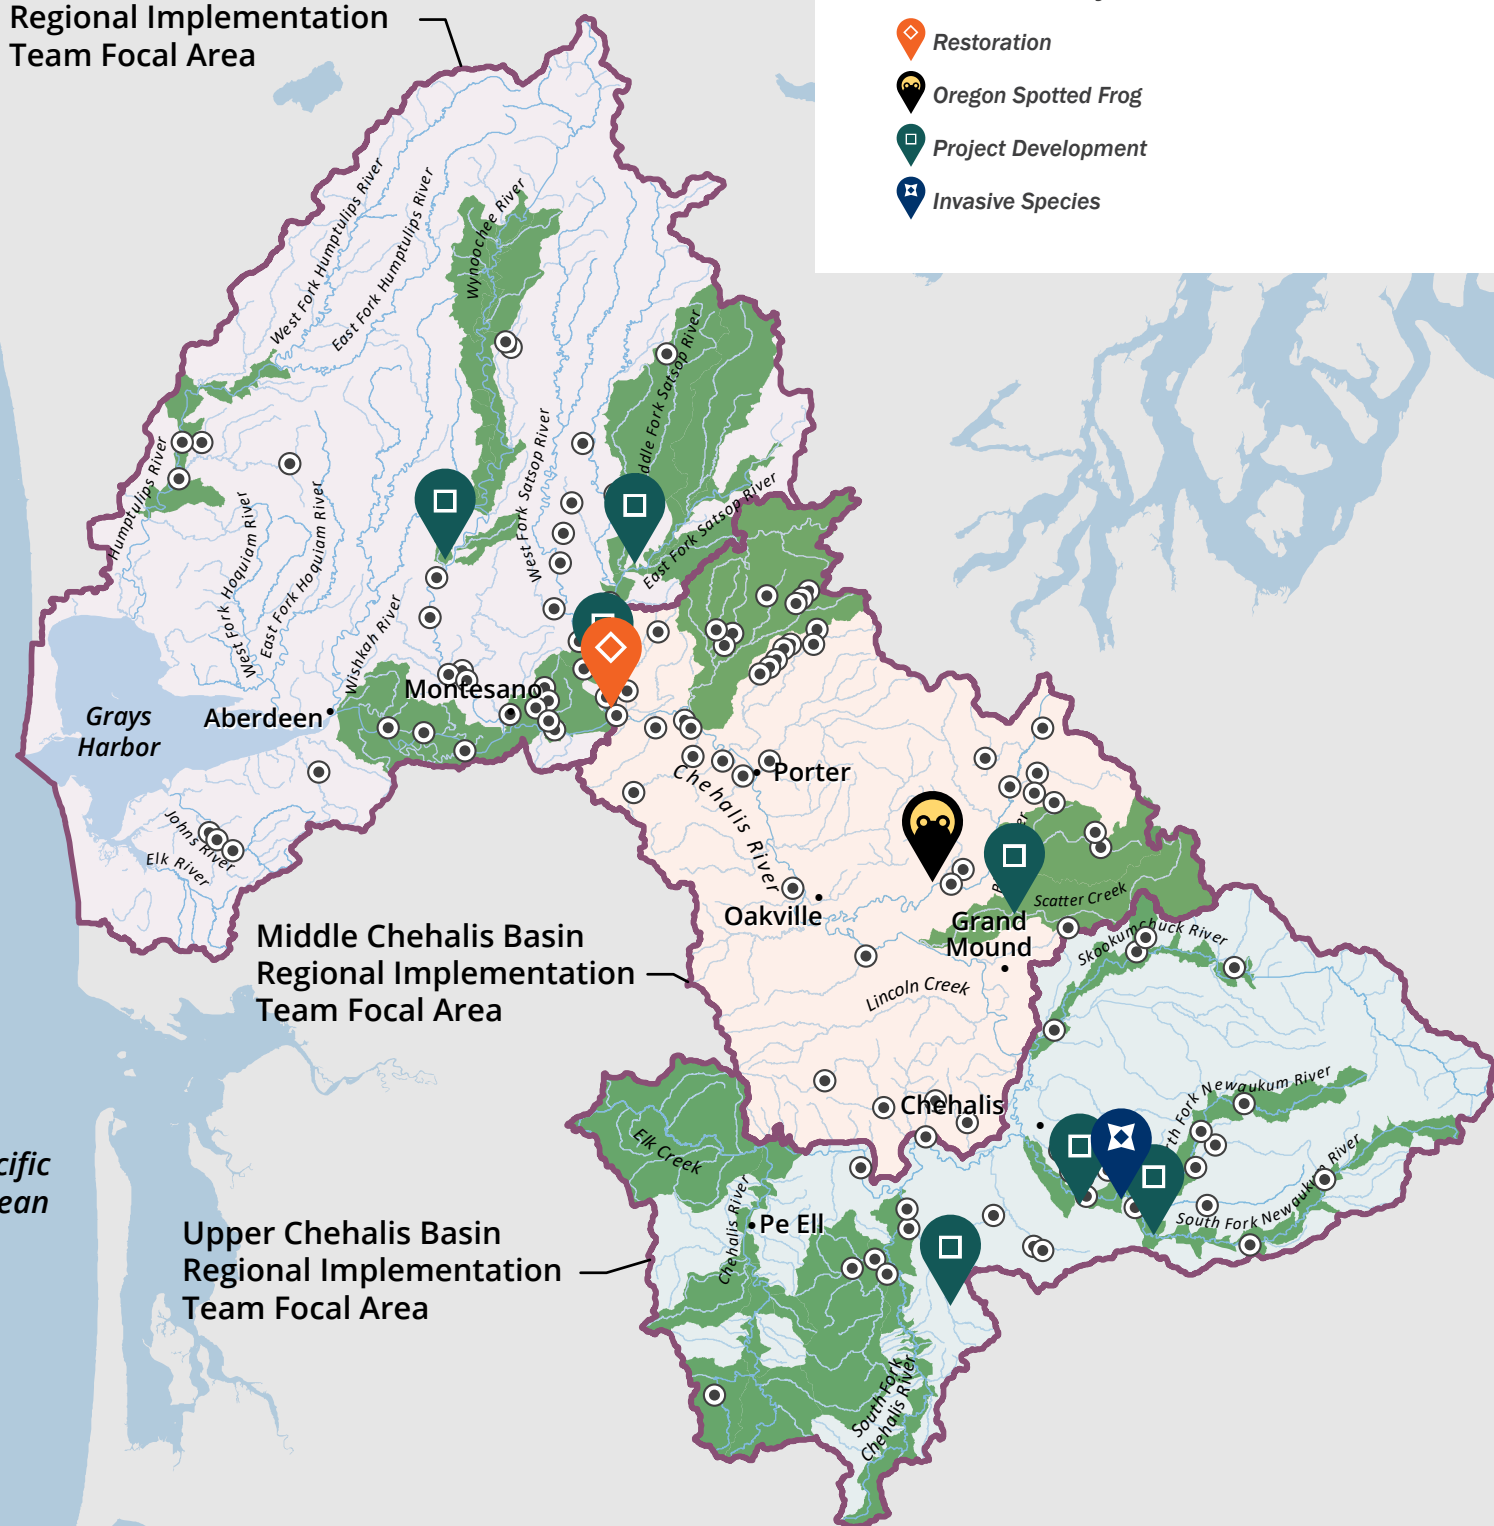 Regional Implementation
Team Focal Area
Restoration
Oregon Spotted Frog
Project Development
Invasive Species
West Fork Humptulips River
East Fork Humptulips River
Wynoochee River
ddle Fork Satsop River
West Fork Satsop River
East Fork Satsop River
Humptulips River
West Fork Hoquiam River
East Fork Hoquiam River
Wishkah River
Montesano
Aberdeen
Grays
Harbor
Johns River
Elk River
Porter
Chehalis River
Oakville
Grand
Mound
Scatter Creek
Skookumchuck River
Lincoln Creek
Middle Chehalis Basin
Regional Implementation
Team Focal Area
Chehalis
rth Fork Newaukum River
South Fork Newaukum River
Elk Creek
Chehalis River
Pe Ell
cific
ean
Upper Chehalis Basin
Regional Implementation
Team Focal Area
South Fork
Chehalis River